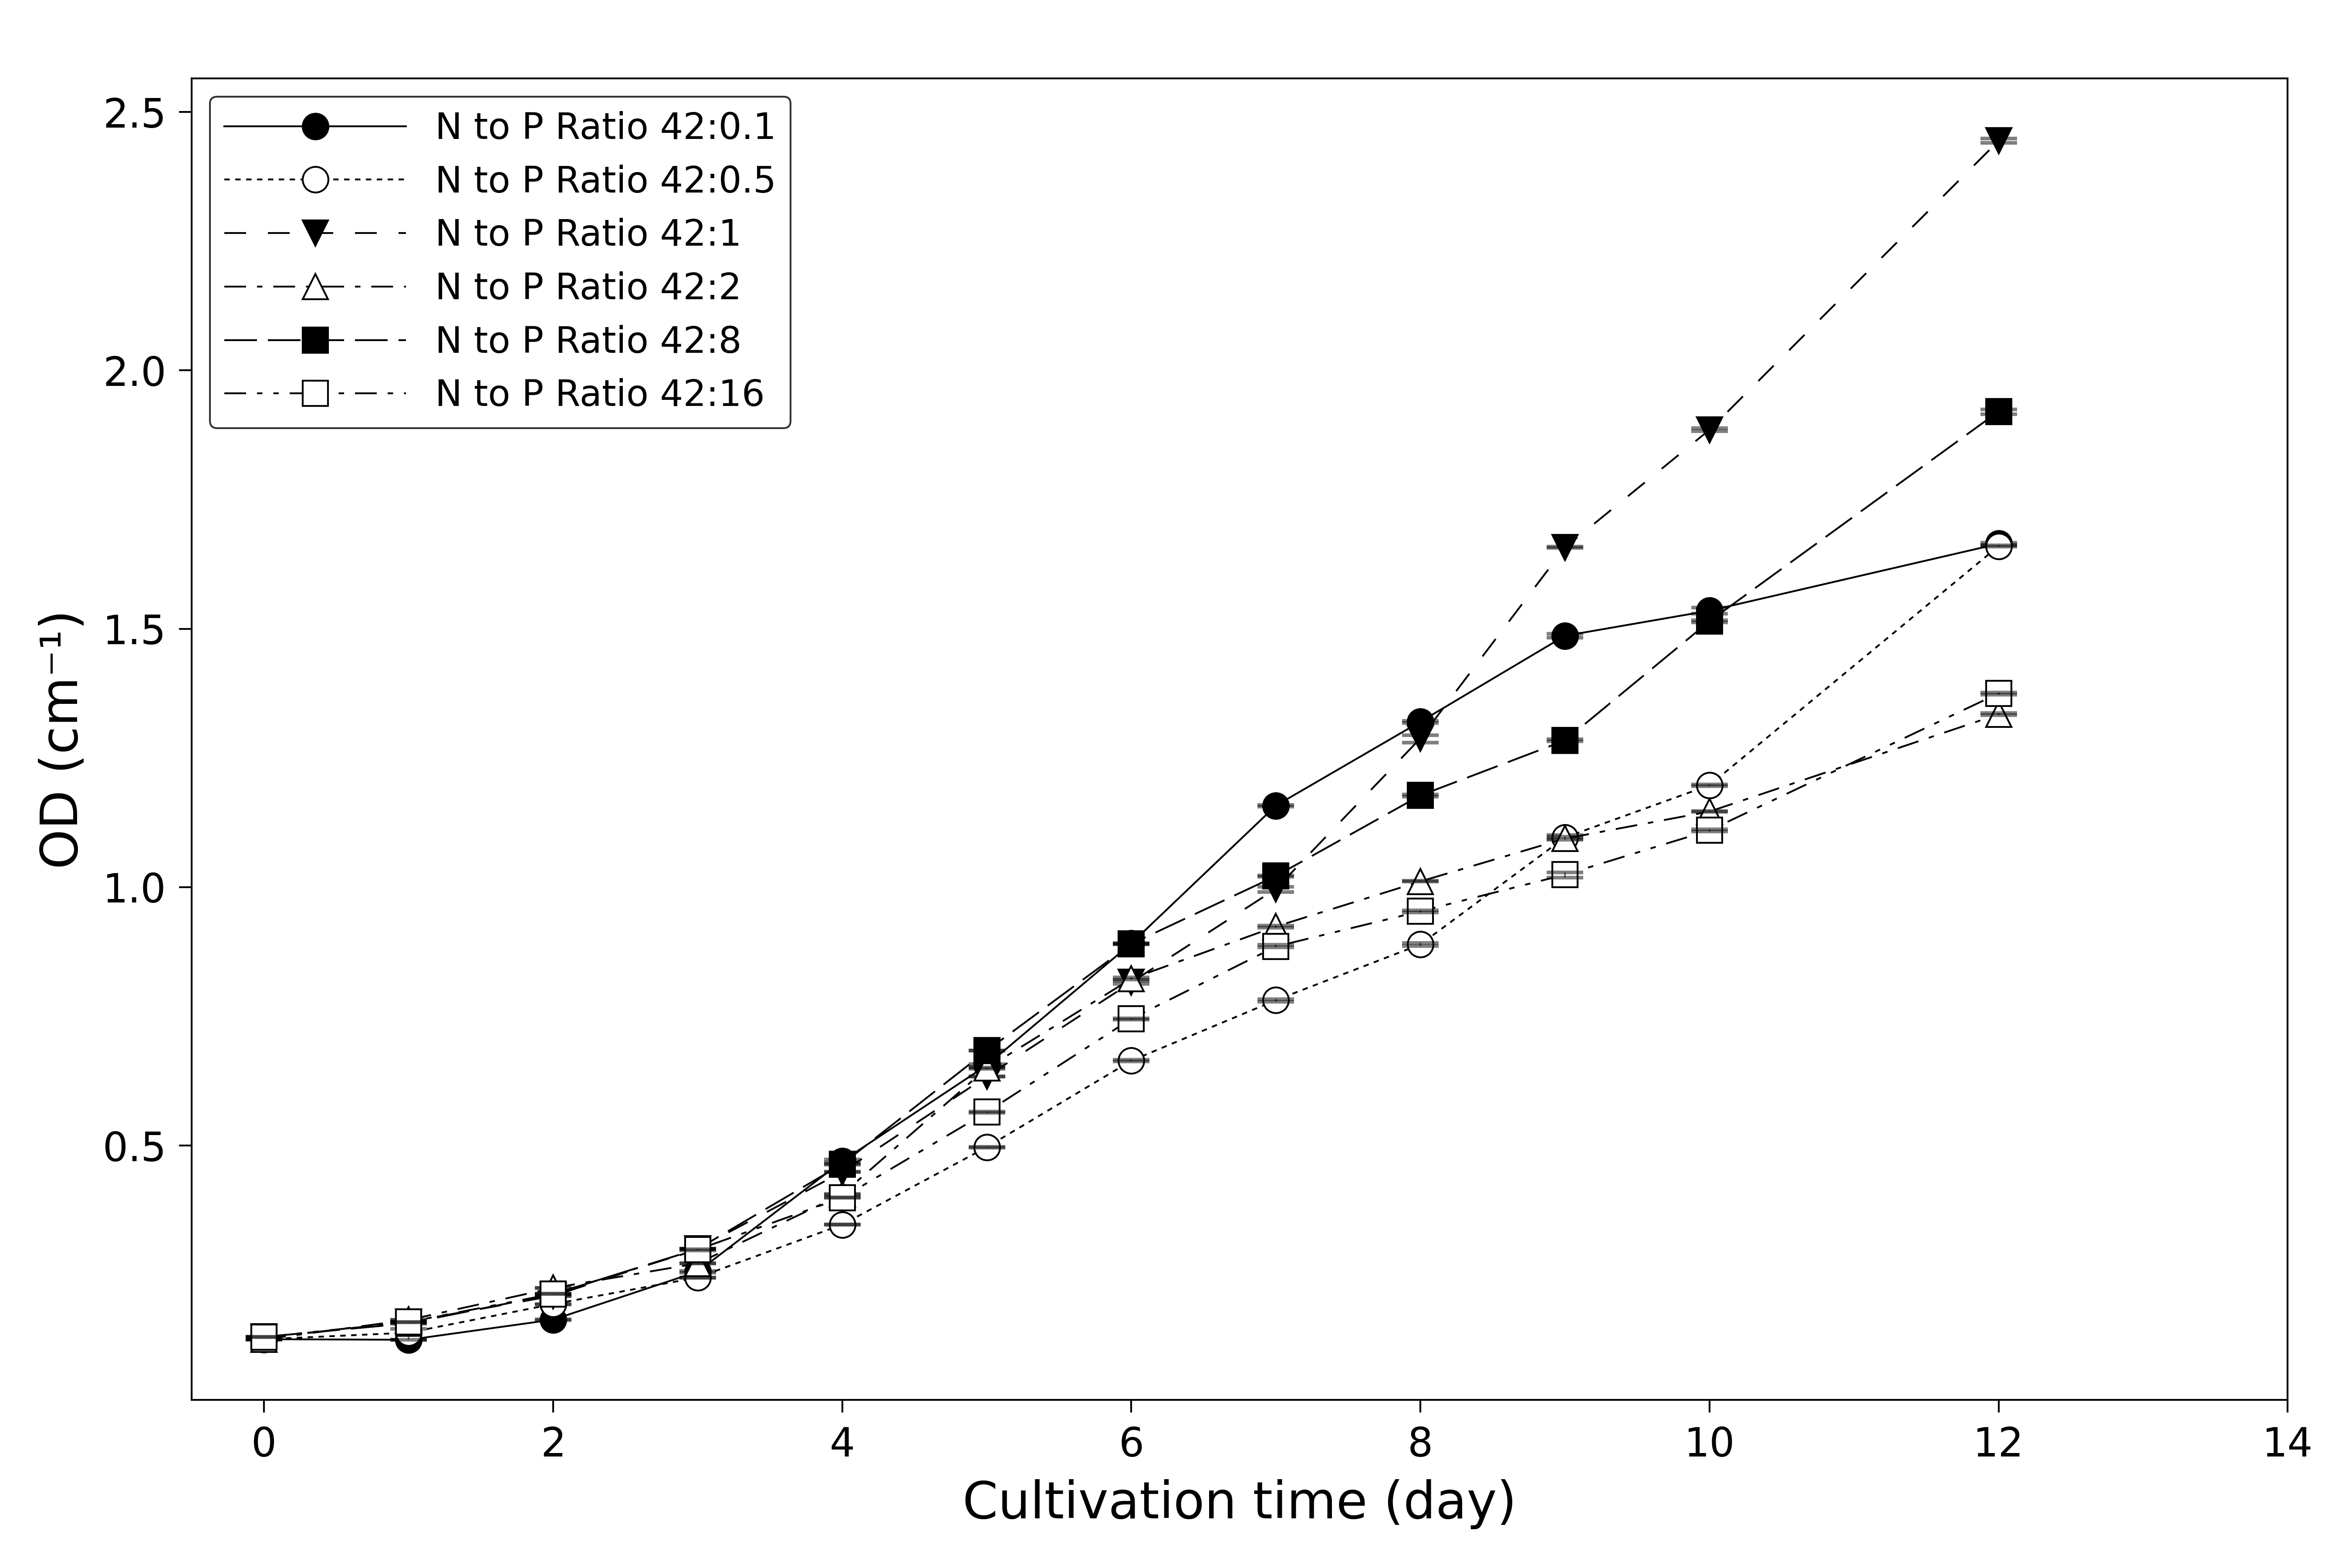 N to P Ratio 42:0.1
N to P Ratio 42:0.5
N to P Ratio 42:1
N to P Ratio 42:2
N to P Ratio 42:8
N to P Ratio 42:16
2.5
2.0
1.5
1.0
0.5
OD (cm⁻¹)
0 2 4 6 8 10 12 14
Cultivation time (day)